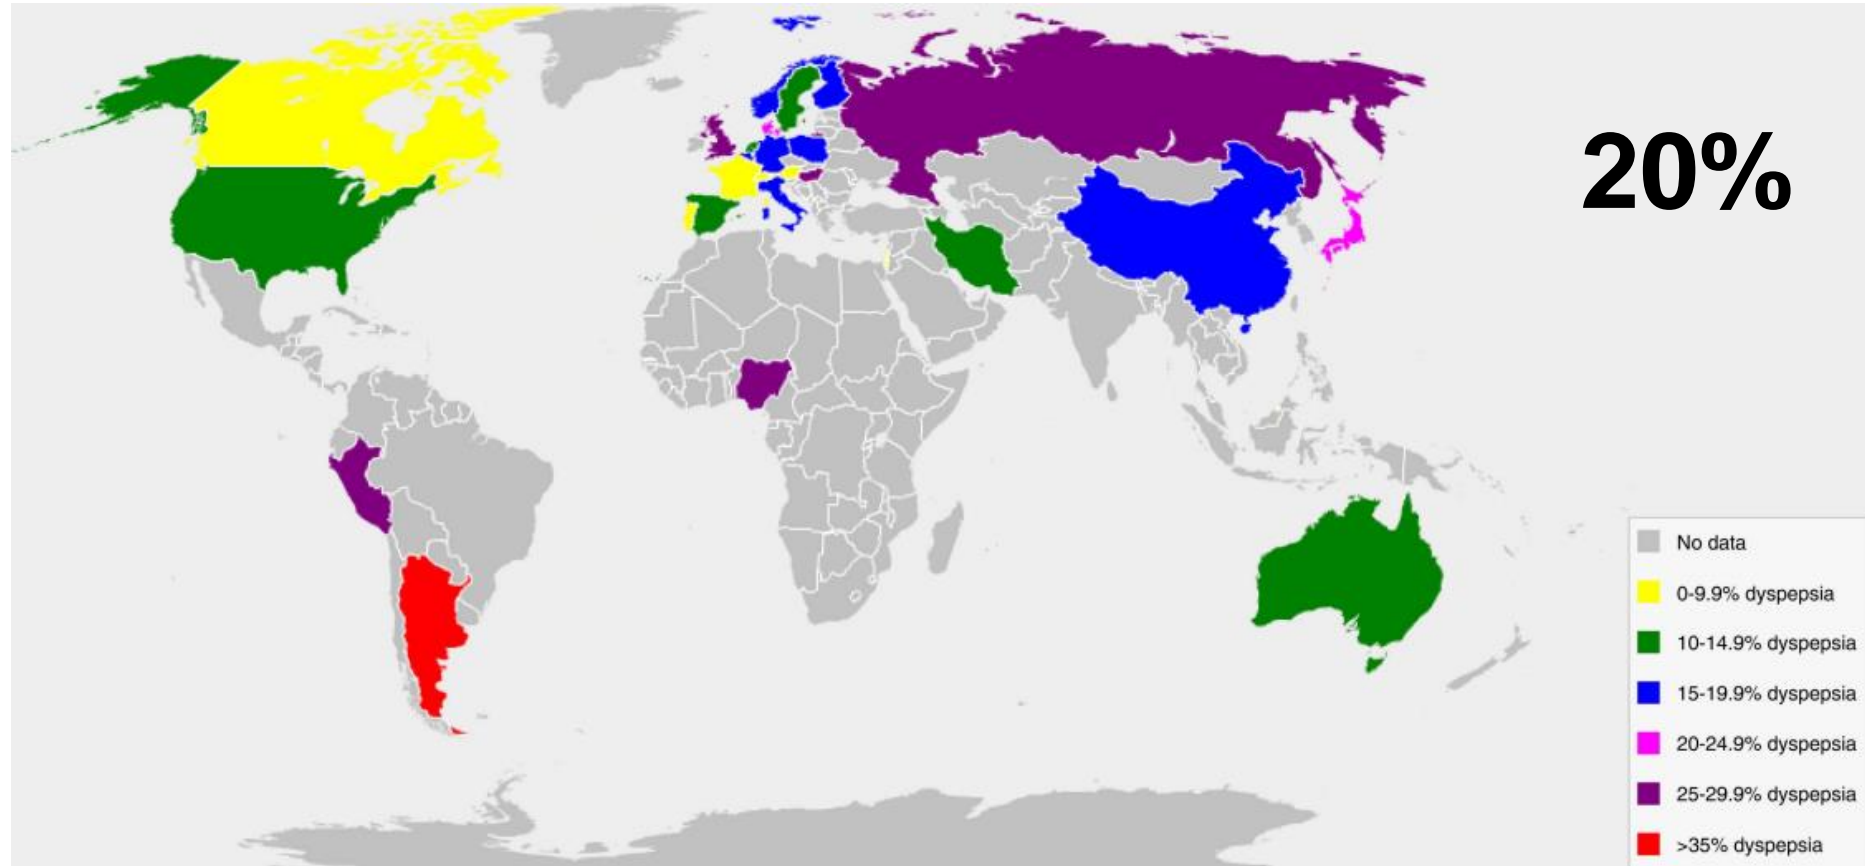 20%
No data
0-9.9% dyspepsia
10-14.9% dyspepsia
15-19.9% dyspepsia
20-24.9% dyspepsia
25-29.9% dyspepsia
>35% dyspepsia